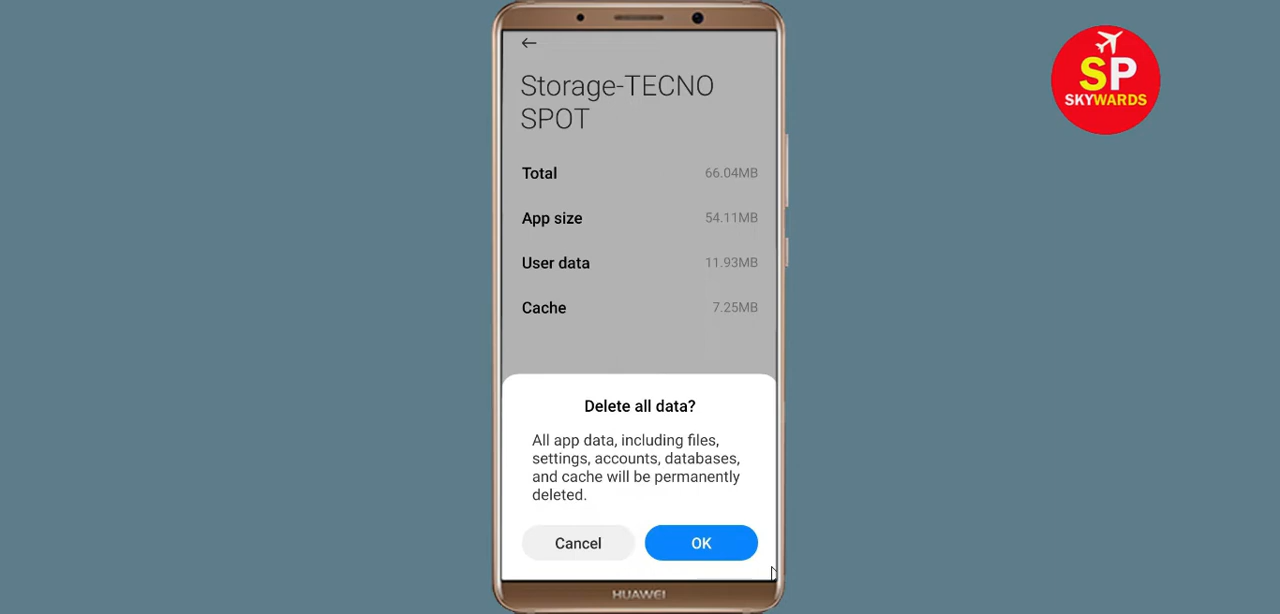 SP
SKYWARDS
Storage-TECNO
SPOT
Total 66.04MB
App size 54.11MB
User data 11.93MB
Cache 7.25MB
Delete all data?
All app data, including files,
settings, accounts, databases,
and cache will be permanently
deleted.
Cancel OK
HUAWEI